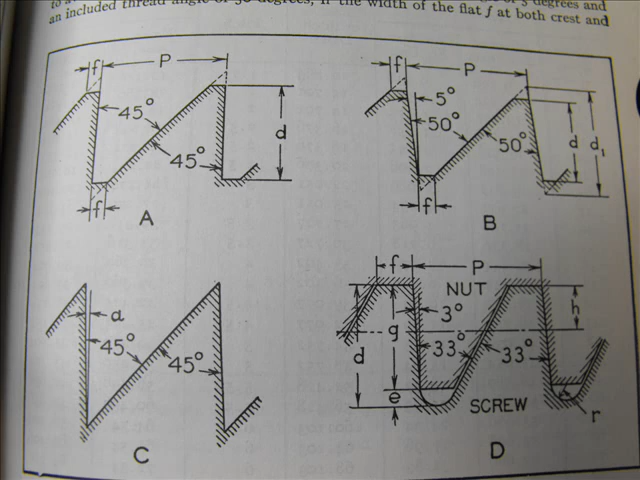 an included thread angle of 50 degrees, if the width of the flat f at both crest and
f P
45°
45°
d
f
A
f P
5°
50°
50°
d d₁
f
B
a
45°
45°
C
f P
NUT
3°
h
g
d
33°
33°
e
SCREW
r
D